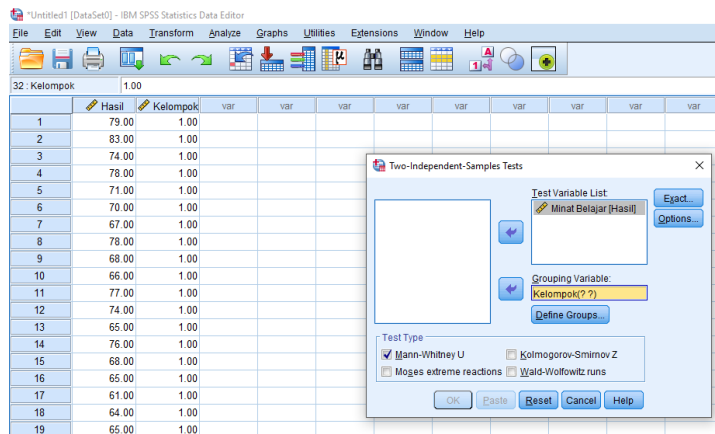 *Untitled1 [DataSet0] - IBM SPSS Statistics Data Editor
File Edit View Data Transform Analyze Graphs Utilities Extensions Window Help
32 : Kelompok 1.00
Hasil Kelompok var var var var var var var var var
1 79.00 1.00
2 83.00 1.00
3 74.00 1.00
4 78.00 1.00
5 71.00 1.00
6 70.00 1.00
7 67.00 1.00
8 78.00 1.00
9 68.00 1.00
10 66.00 1.00
11 77.00 1.00
12 74.00 1.00
13 65.00 1.00
14 76.00 1.00
15 68.00 1.00
16 65.00 1.00
17 61.00 1.00
18 64.00 1.00
19 65.00 1.00
Two-Independent-Samples Tests
Test Variable List:
Minat Belajar [Hasil]
Exact...
Options...
Grouping Variable:
Kelompok(? ?)
Define Groups...
Test Type
Mann-Whitney U Kolmogorov-Smirnov Z
Moses extreme reactions Wald-Wolfowitz runs
OK Paste Reset Cancel Help